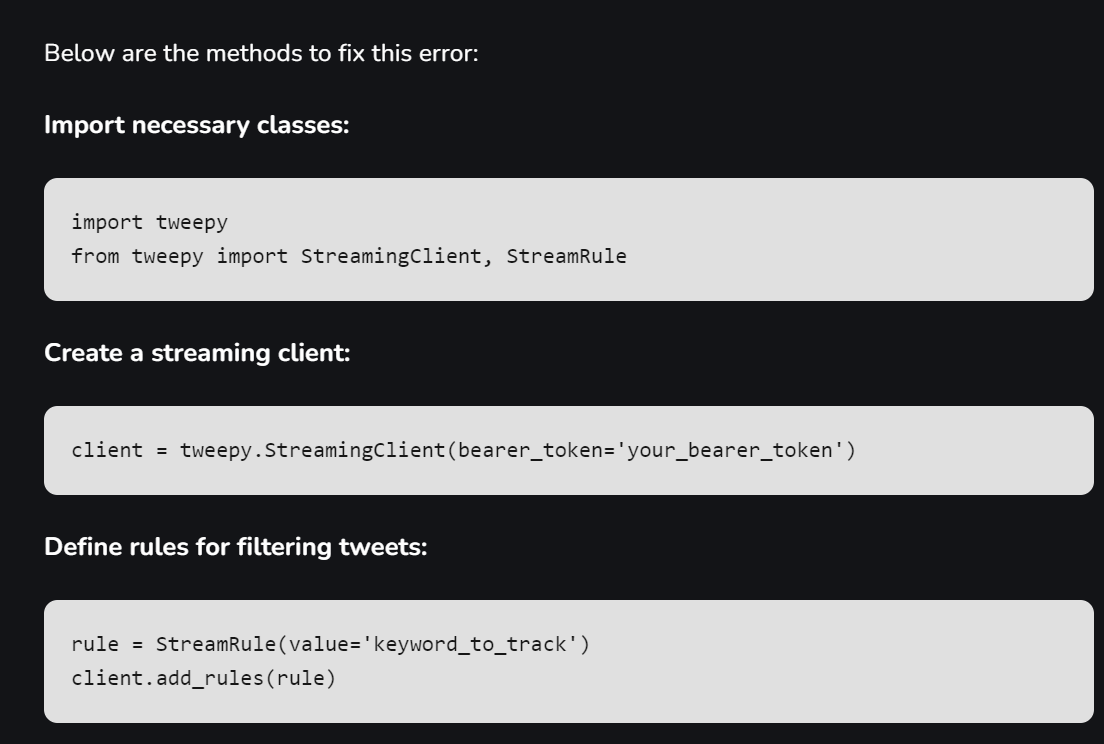 Below are the methods to fix this error:
Import necessary classes:
import tweepy
from tweepy import StreamingClient, StreamRule
Create a streaming client:
client = tweepy.StreamingClient(bearer_token='your_bearer_token')
Define rules for filtering tweets:
rule = StreamRule(value='keyword_to_track')
client.add_rules(rule)